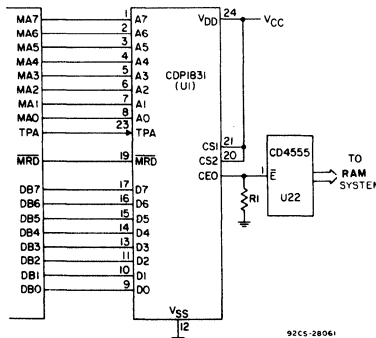 MA7 1 A7 VDD 24 VCC
MA6 2 A6
MA5 3 A5
MA4 4 A4
MA3 5 A3
MA2 6 A2
MA1 7 A1
MA0 8 A0
TPA 23 TPA
CDP1831
(U1)
MRD 19 MRD
CS1 21
CS2 20
CEO 1 E
CD4555
U22
R1
TO
RAM
SYSTEM
DB7 17 D7
DB6 16 D6
DB5 15 D5
DB4 14 D4
DB3 13 D3
DB2 11 D2
DB1 10 D1
DB0 9 D0
VSS
12
92CS-28061